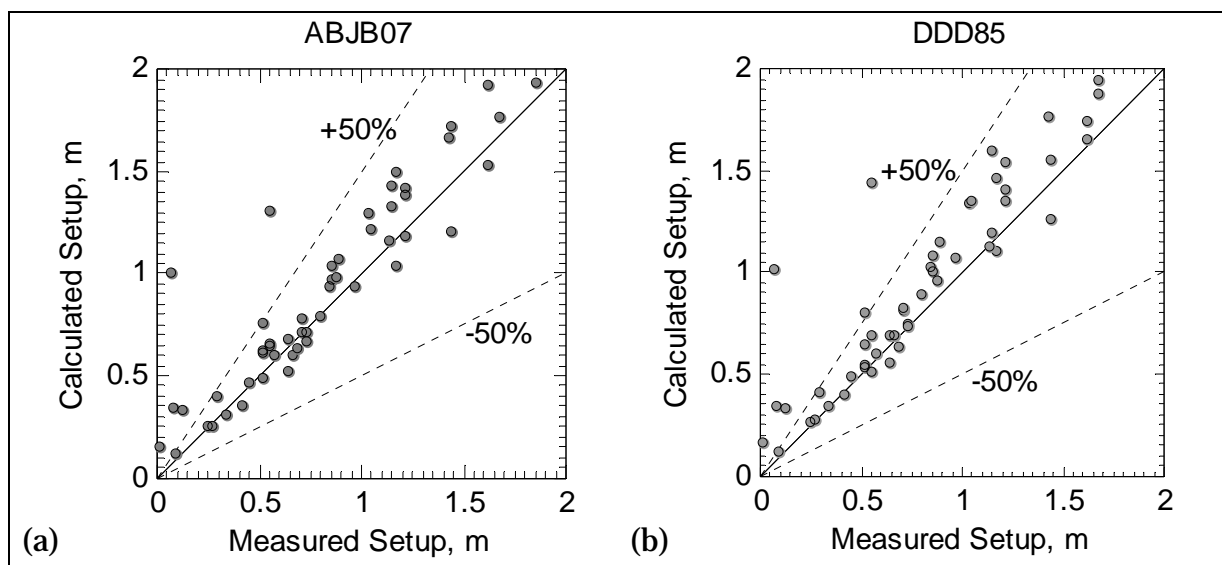 ABJB07
2
1.5
1
0.5
0
Calculated Setup, m
+50%
-50%
0 0.5 1 1.5 2
(a) Measured Setup, m
DDD85
2
1.5
1
0.5
0
Calculated Setup, m
+50%
-50%
0 0.5 1 1.5 2
(b) Measured Setup, m